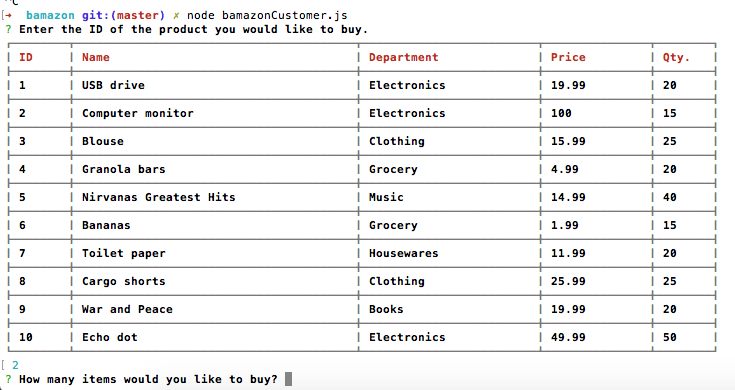 ^C
[→ bamazon git:(master) ✗ node bamazonCustomer.js
? Enter the ID of the product you would like to buy.
ID Name Department Price Qty.
1 USB drive Electronics 19.99 20
2 Computer monitor Electronics 100 15
3 Blouse Clothing 15.99 25
4 Granola bars Grocery 4.99 20
5 Nirvanas Greatest Hits Music 14.99 40
6 Bananas Grocery 1.99 15
7 Toilet paper Housewares 11.99 20
8 Cargo shorts Clothing 25.99 25
9 War and Peace Books 19.99 20
10 Echo dot Electronics 49.99 50
[ 2
? How many items would you like to buy?